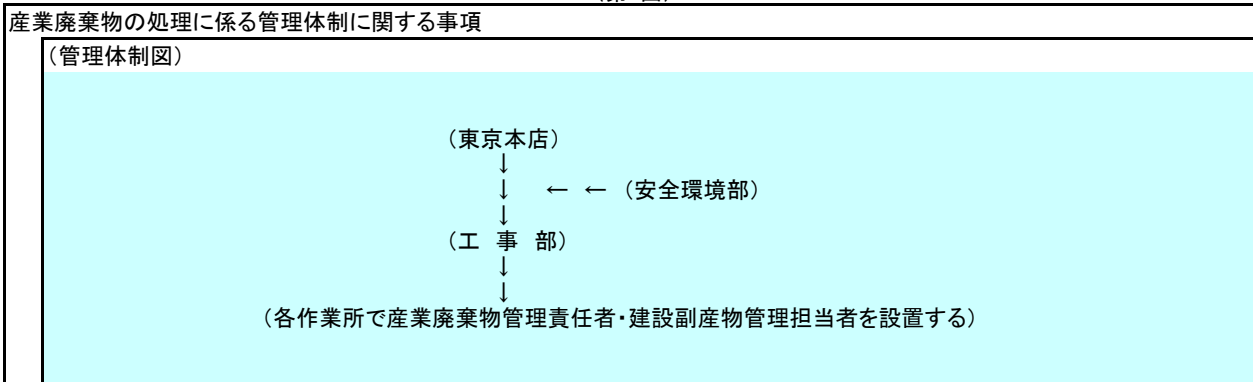 産業廃棄物の処理に係る管理体制に関する事項
（管理体制図）
（東京本店）
↓
↓ ← ← （安全環境部）
↓
（工 事 部）
↓
↓
（各作業所で産業廃棄物管理責任者・建設副産物管理担当者を設置する）